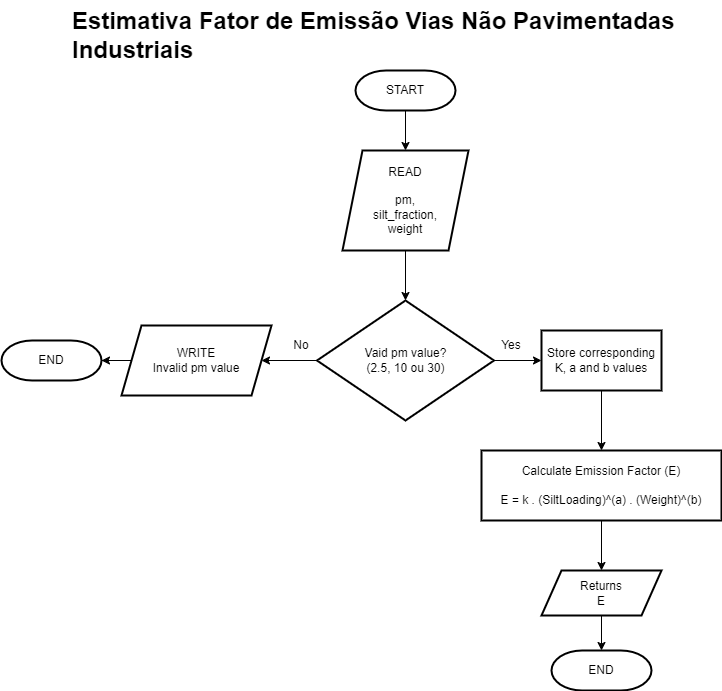 Estimativa Fator de Emissão Vias Não Pavimentadas
Industriais
START
READ
pm,
silt_fraction,
weight
Vaid pm value?
(2.5, 10 ou 30)
No
WRITE
Invalid pm value
END
Yes
Store corresponding
K, a and b values
Calculate Emission Factor (E)
E = k . (SiltLoading)^(a) . (Weight)^(b)
Returns
E
END